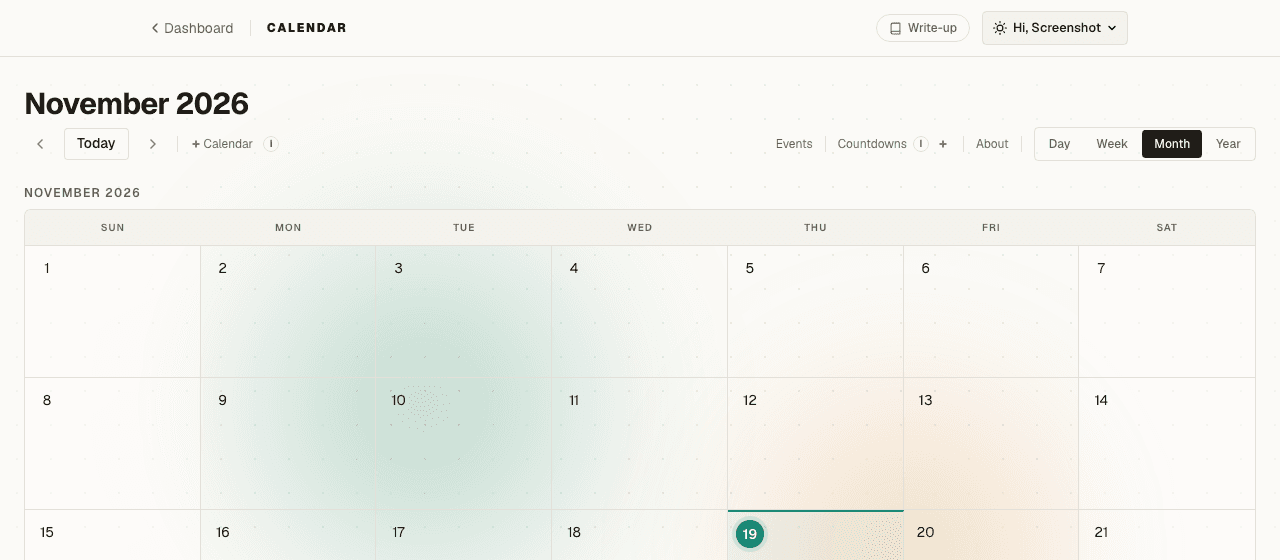 Dashboard CALENDAR Write-up Hi, Screenshot
November 2026
Today + Calendar i Events Countdowns i + About Day Week Month Year
NOVEMBER 2026
SUN MON TUE WED THU FRI SAT
1 2 3 4 5 6 7
8 9 10 11 12 13 14
15 16 17 18 19 20 21